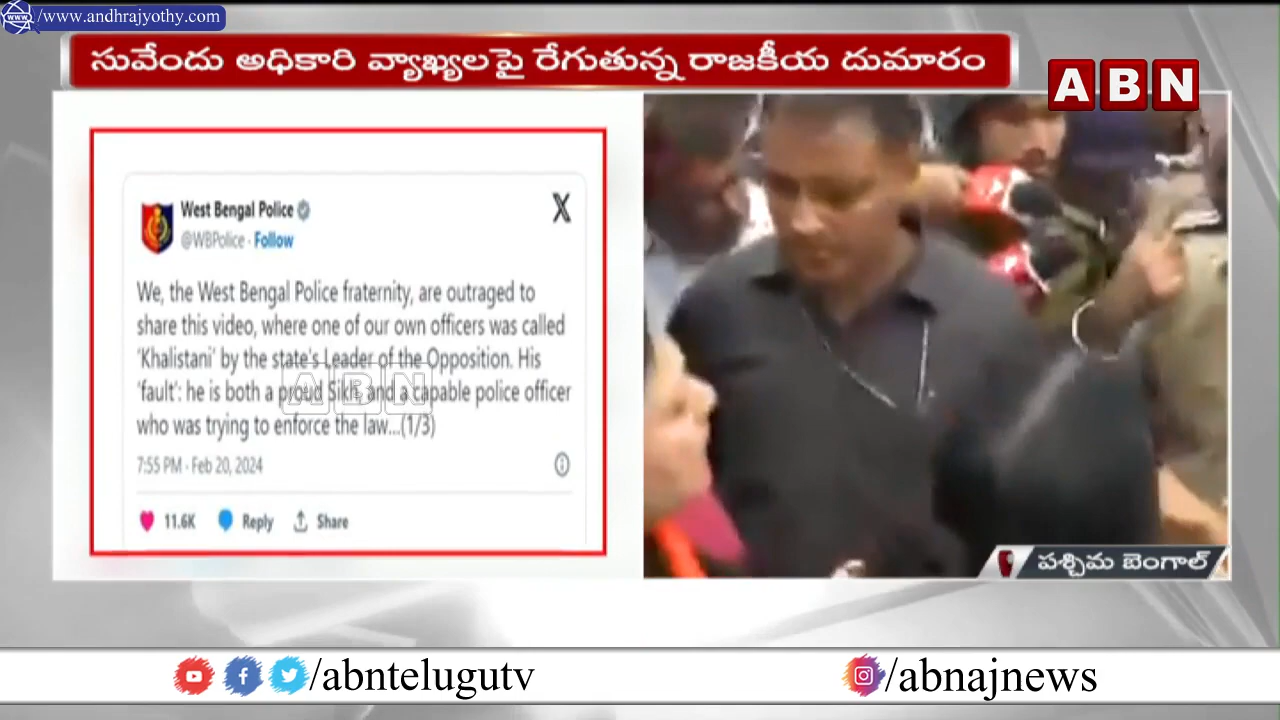 www./www.andhrajyothy.com
సువేందు అధికారి వ్యాఖ్యలపై రేగుతున్న రాజకీయ దుమారం
ABN
West Bengal Police
@WBPolice · Follow
X
We, the West Bengal Police fraternity, are outraged to
share this video, where one of our own officers was called
'Khalistani' by the state's Leader of the Opposition. His
'fault': he is both a proud Sikh, and a capable police officer
who was trying to enforce the law...(1/3)
ABN
7:55 PM · Feb 20, 2024
11.6K Reply Share
పశ్చిమ బెంగాల్
/abntelugutv
/abnajnews